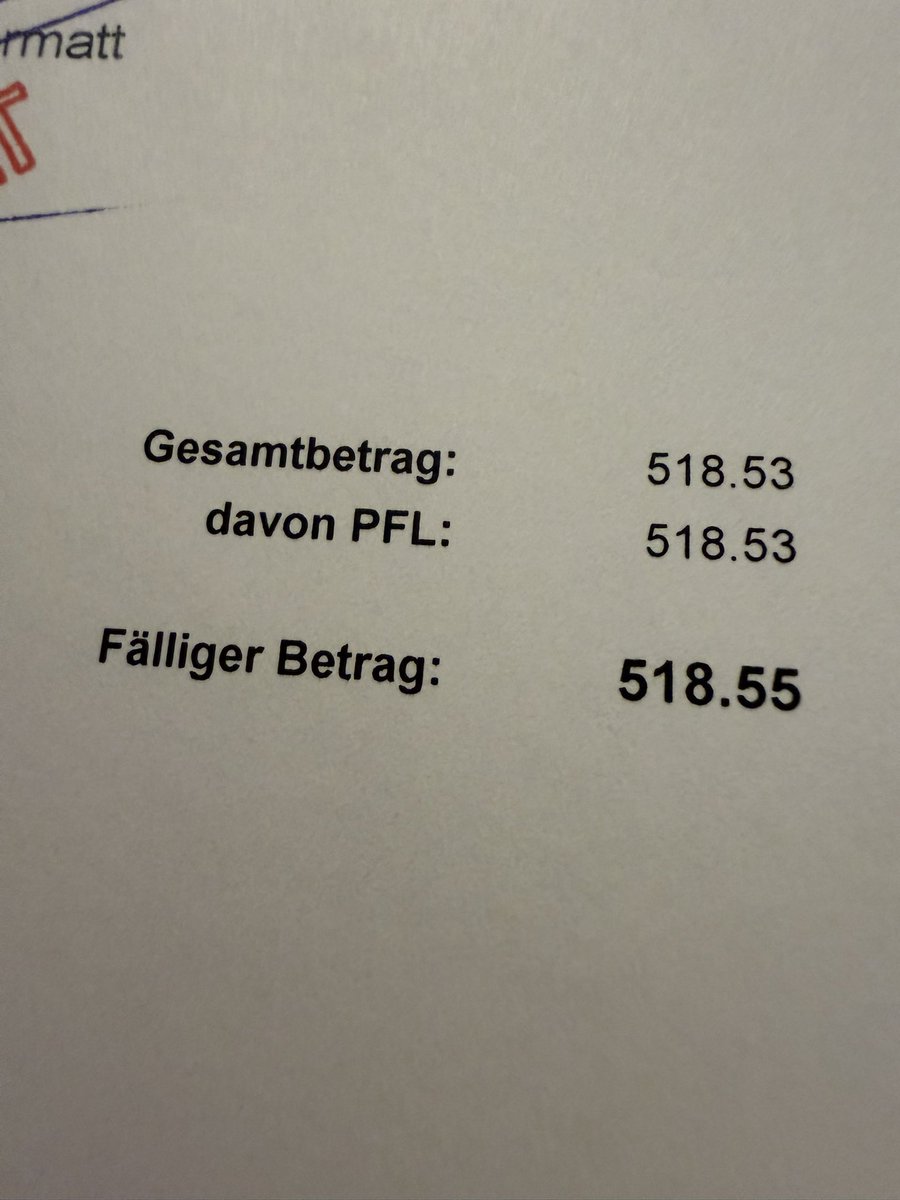 rmatt
Gesamtbetrag: 518.53
davon PFL: 518.53
Fälliger Betrag: 518.55